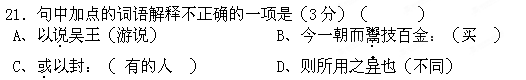 21．句中加点的词语解释不正确的一项是（3分）（　　）
A、以说吴王（游说）　　B、今一朝而鬻技百金：（买　）
C、或以封：（ 有的人　）　　D、则所用之异也（不同）